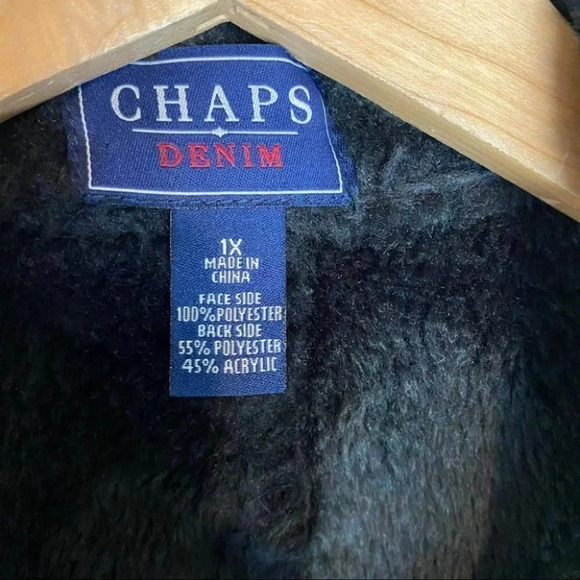 CHAPS
DENIM
1X
MADE IN
CHINA
FACE SIDE
100% POLYESTER
BACK SIDE
55% POLYESTER
45% ACRYLIC